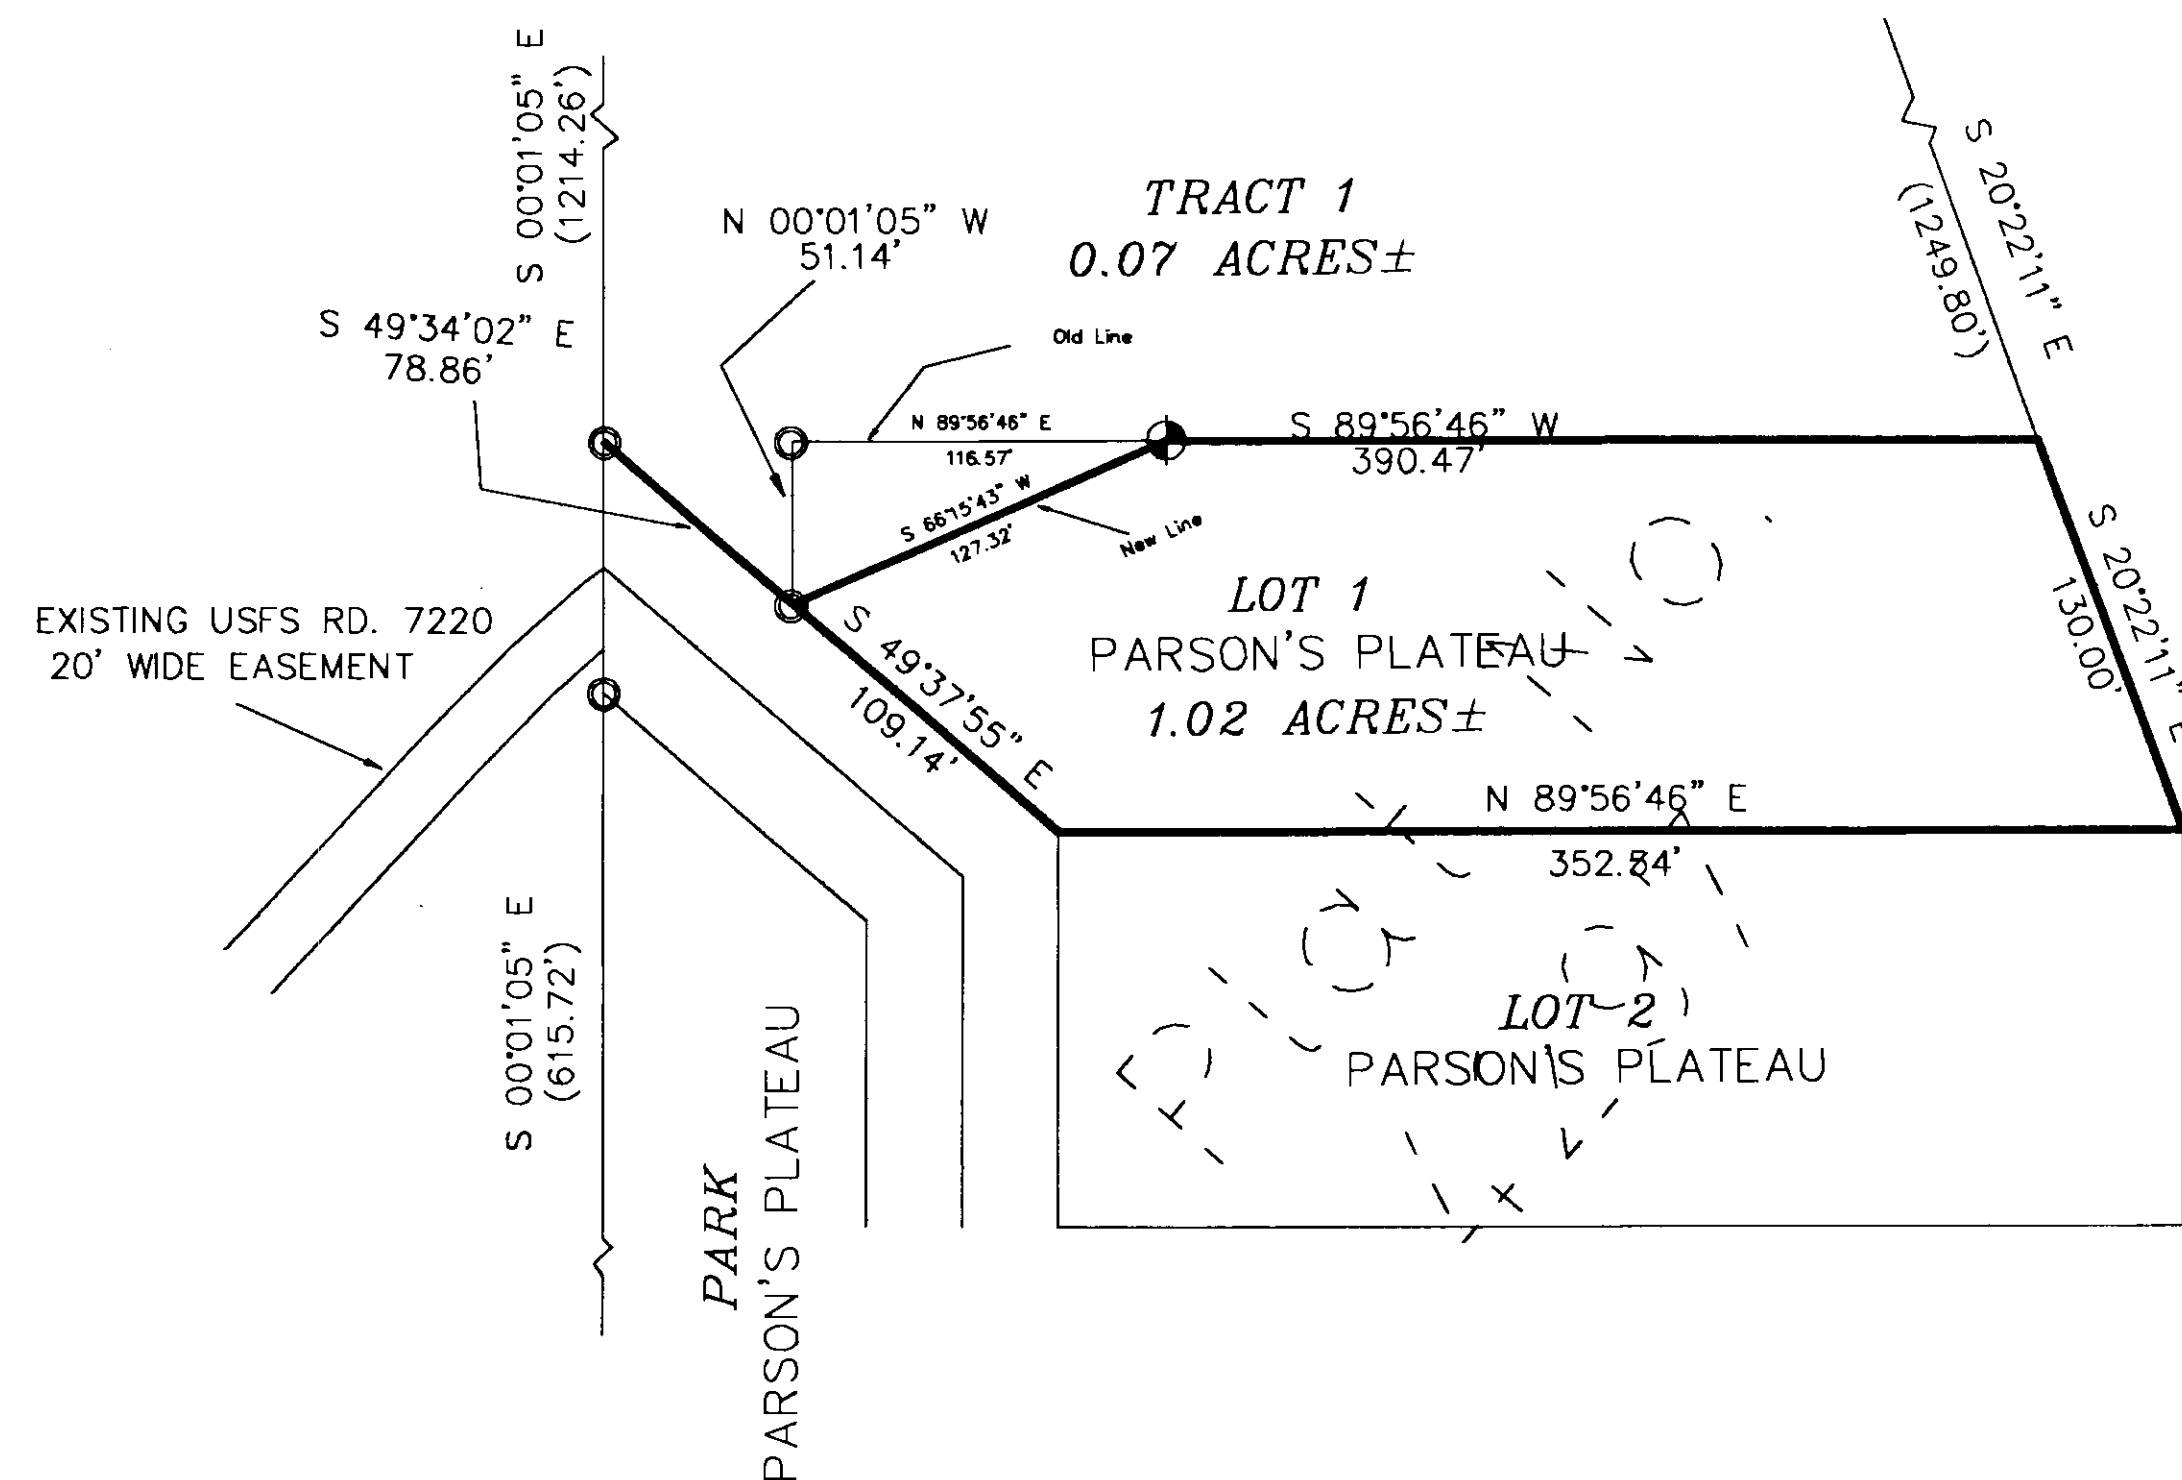 S 00°01'05" E
(1214.26')
N 00°01'05" W
51.14'
TRACT 1
0.07 ACRES±
S 20°22'11" E
(1249.80')
S 49°34'02" E
78.86'
Old Line
N 89°56'46" E
116.57'
S 89°56'46" W
390.47'
S 66°15'43" W
127.32'
New Line
S 20°22'11" E
130.00'
LOT 1
PARSON'S PLATEAU
1.02 ACRES±
EXISTING USFS RD. 7220
20' WIDE EASEMENT
S 49°37'55" E
109.14'
N 89°56'46" E
S 00°01'05" E
(615.72')
LOT 2
PARSON'S PLATEAU
PARK
PARSON'S PLATEAU